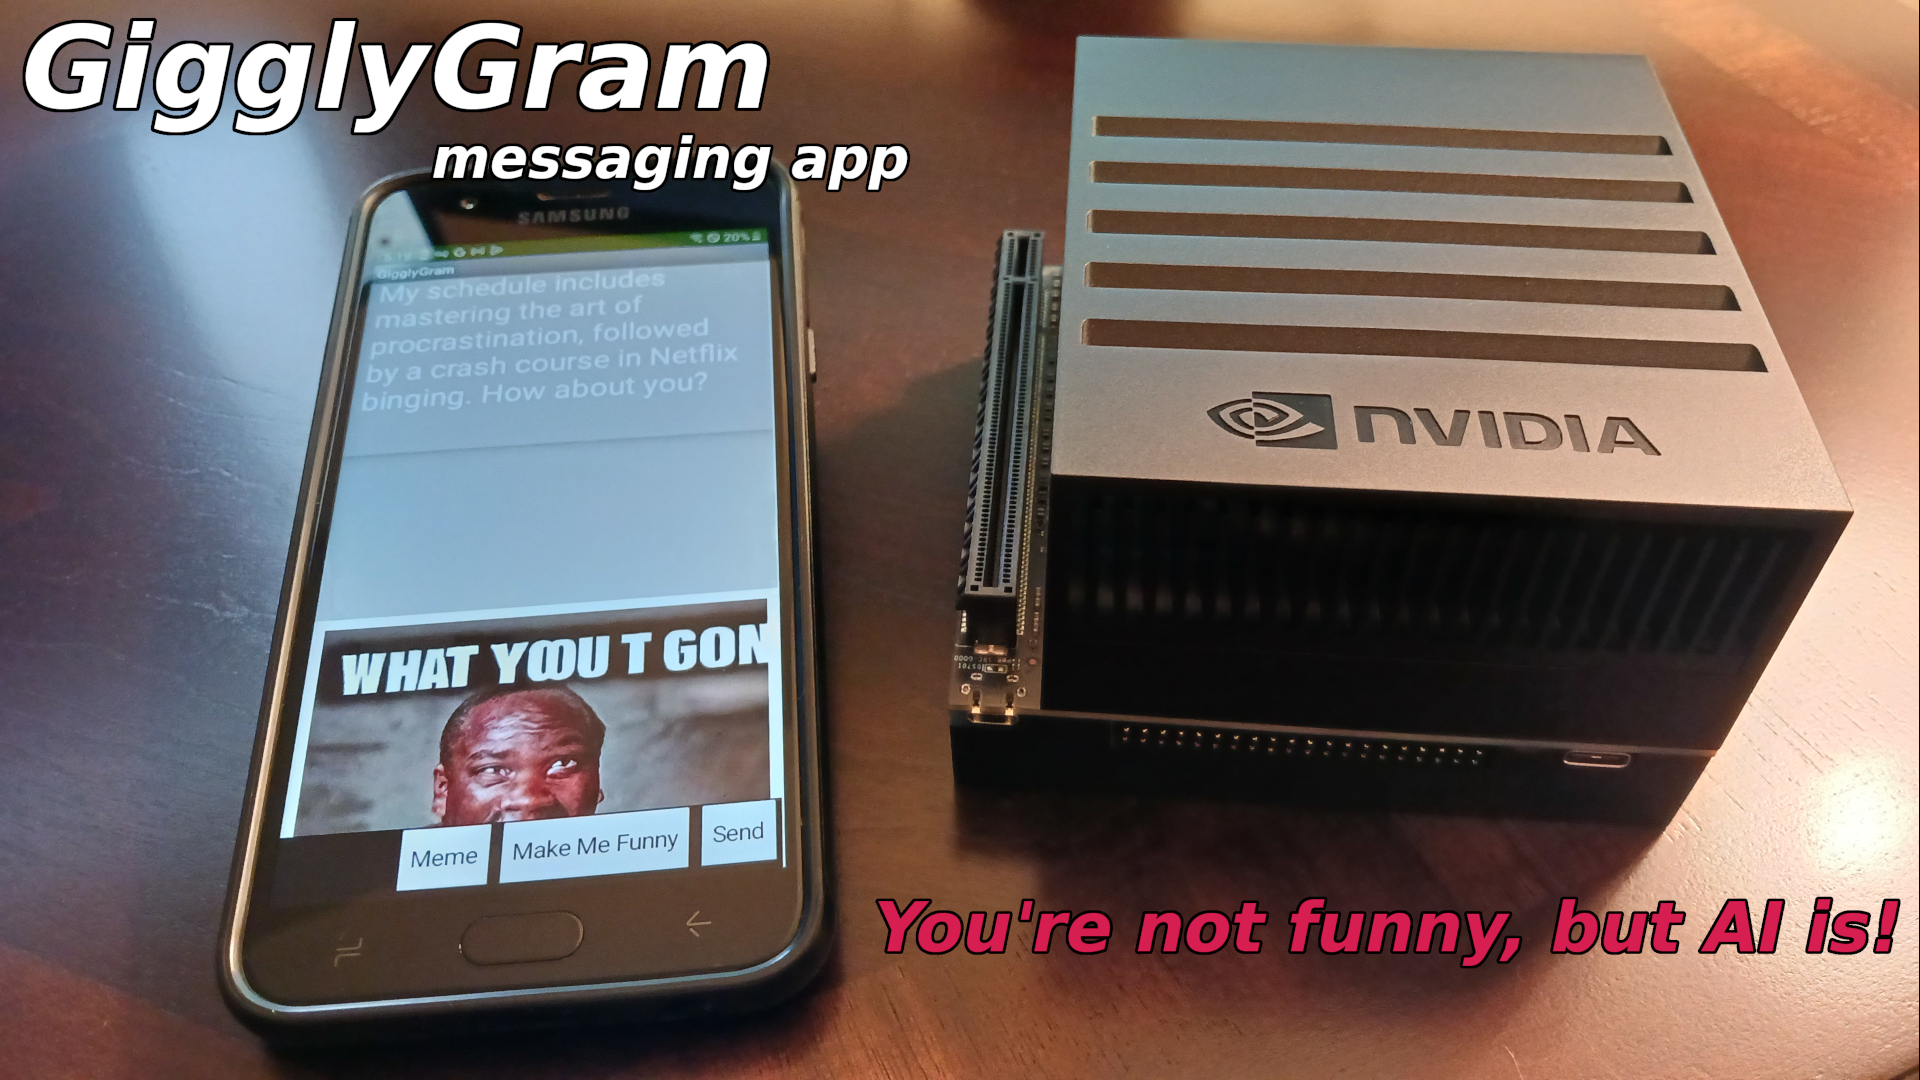 GigglyGram
messaging app
SAMSUNG
20%
GigglyGram
My schedule includes
mastering the art of
procrastination, followed
by a crash course in Netflix
binging. How about you?
WHAT YOOU T GON
Meme
Make Me Funny
Send
NVIDIA
You're not funny, but AI is!